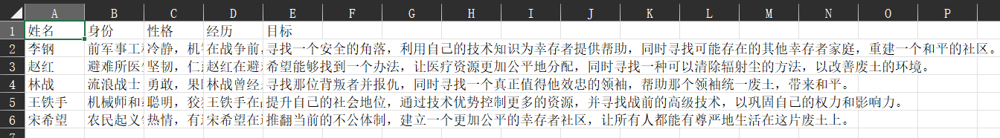 A B C D E F G H I J K L M N O P
1 姓名 身份 性格 经历 目标
2 李钢 前军事工 冷静，机 在战争前， 寻找一个安全的角落，利用自己的技术知识为幸存者提供帮助，同时寻找可能存在的其他幸存者家庭，重建一个和平的社区。
3 赵红 避难所医 坚韧，仁 赵红在避 希望能够找到一个办法，让医疗资源更加公平地分配，同时寻找一种可以清除辐射尘的方法，以改善废土的环境。
4 林战 流浪战士 勇敢，果 林战曾经 寻找那位背叛者并报仇，同时寻找一个真正值得他效忠的领袖，帮助那个领袖统一废土，带来和平。
5 王铁手 机械师和 聪明，狡 王铁手在 提升自己的社会地位，通过技术优势控制更多的资源，并寻找战前的高级技术，以巩固自己的权力和影响力。
6 宋希望 农民起义 热情，有 宋希望在 推翻当前的不公体制，建立一个更加公平的幸存者社区，让所有人都能有尊严地生活在这片废土上。